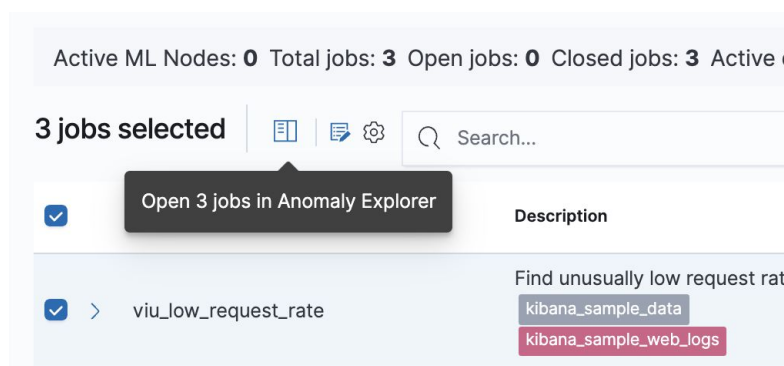 Active ML Nodes: 0 Total jobs: 3 Open jobs: 0 Closed jobs: 3 Active
3 jobs selected
Search...
Open 3 jobs in Anomaly Explorer
Description
viu_low_request_rate
Find unusually low request rat
kibana_sample_data
kibana_sample_web_logs